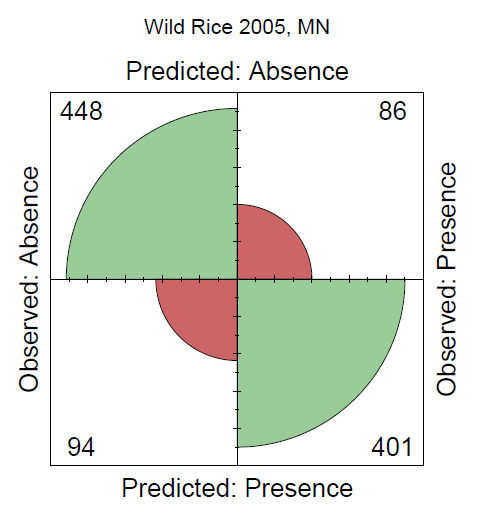 Wild Rice 2005, MN
Predicted: Absence
448
86
Observed: Absence
Observed: Presence
94
401
Predicted: Presence